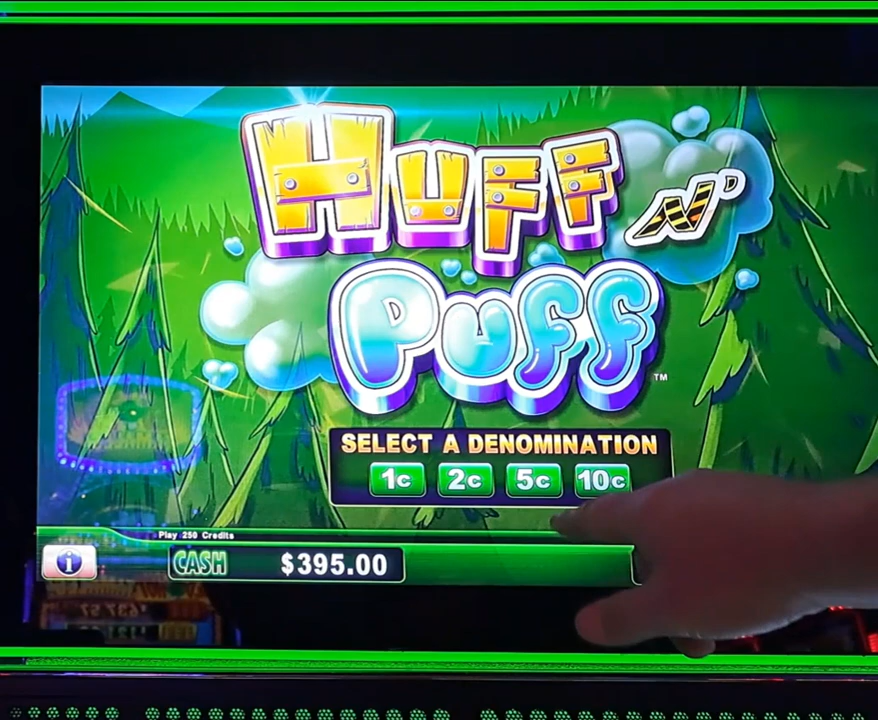 HUFF
N'D
PUFF
TM
SELECT A DENOMINATION
1c 2c 5c 10c
Play 250 Credits
i CASH $395.00